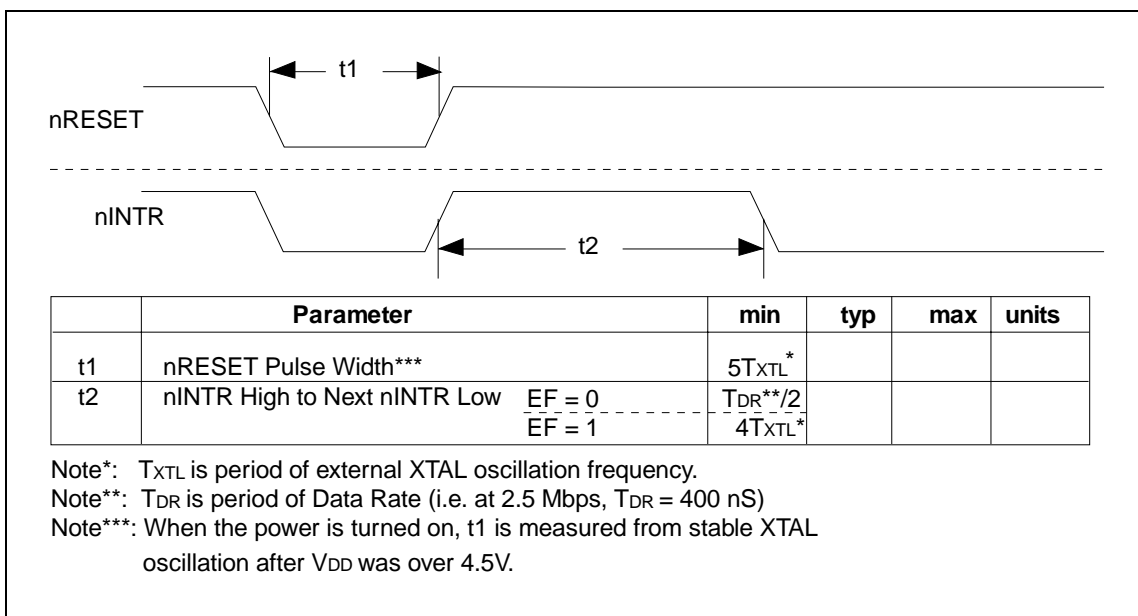 t1
nRESET
nINTR
t2
Parameter min typ max units
t1 nRESET Pulse Width*** 5TXTL*
t2 nINTR High to Next nINTR Low EF = 0 TDR**/2
EF = 1 4TXTL*
Note*: TXTL is period of external XTAL oscillation frequency.
Note**: TDR is period of Data Rate (i.e. at 2.5 Mbps, TDR = 400 nS)
Note***: When the power is turned on, t1 is measured from stable XTAL
oscillation after VDD was over 4.5V.